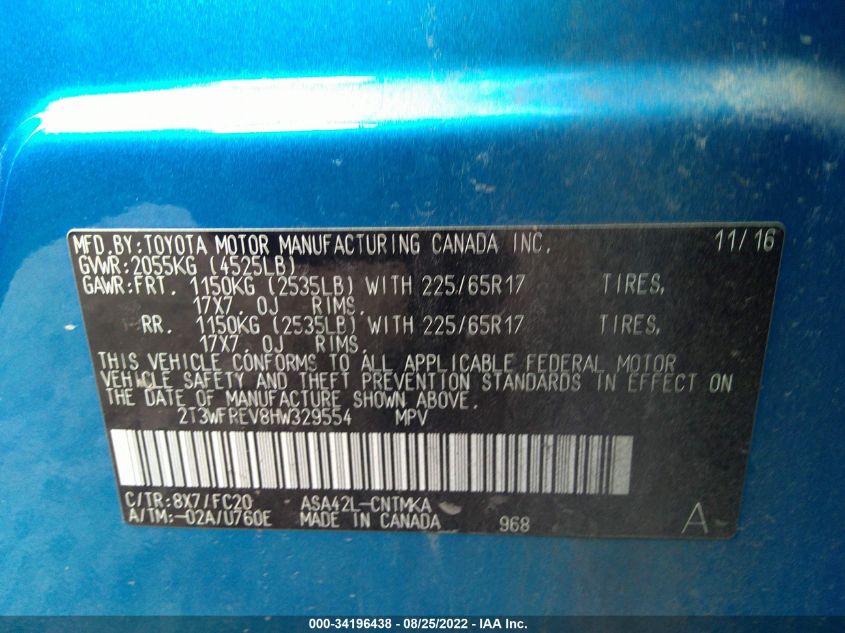 MFD.BY:TOYOTA MOTOR MANUFACTURING CANADA INC. 11/16
GVWR:2055KG (4525LB)
GAWR:FRT. 1150KG (2535LB) WITH 225/65R17 TIRES,
17X7.0J RIMS,
RR. 1150KG (2535LB) WITH 225/65R17 TIRES,
17X7.0J RIMS.
THIS VEHICLE CONFORMS TO ALL APPLICABLE FEDERAL MOTOR
VEHICLE SAFETY AND THEFT PREVENTION STANDARDS IN EFFECT ON
THE DATE OF MANUFACTURE SHOWN ABOVE.
2T3WFREV8HW329554 MPV
C/TR:8X7/FC20 ASA42L-CNTMKA
A/TM:-02A/U760E MADE IN CANADA 968 A
000-34196438 - 08/25/2022 - IAA Inc.